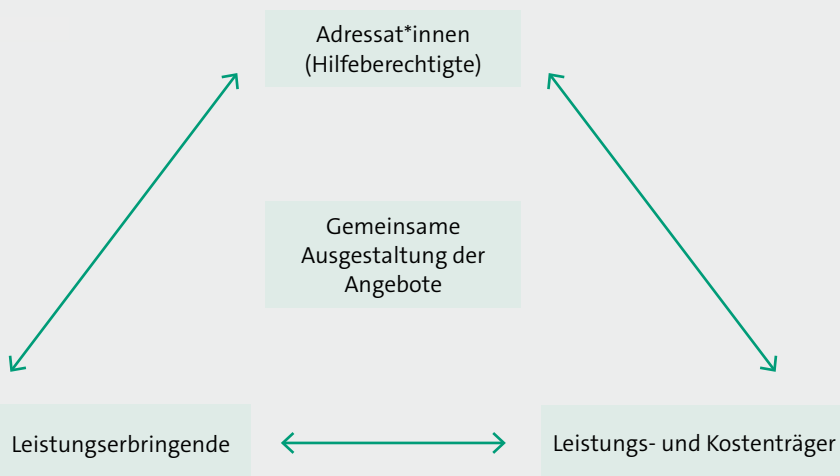 Adressat*innen
(Hilfeberechtigte)
Gemeinsame
Ausgestaltung der
Angebote
Leistungserbringende
Leistungs- und Kostenträger